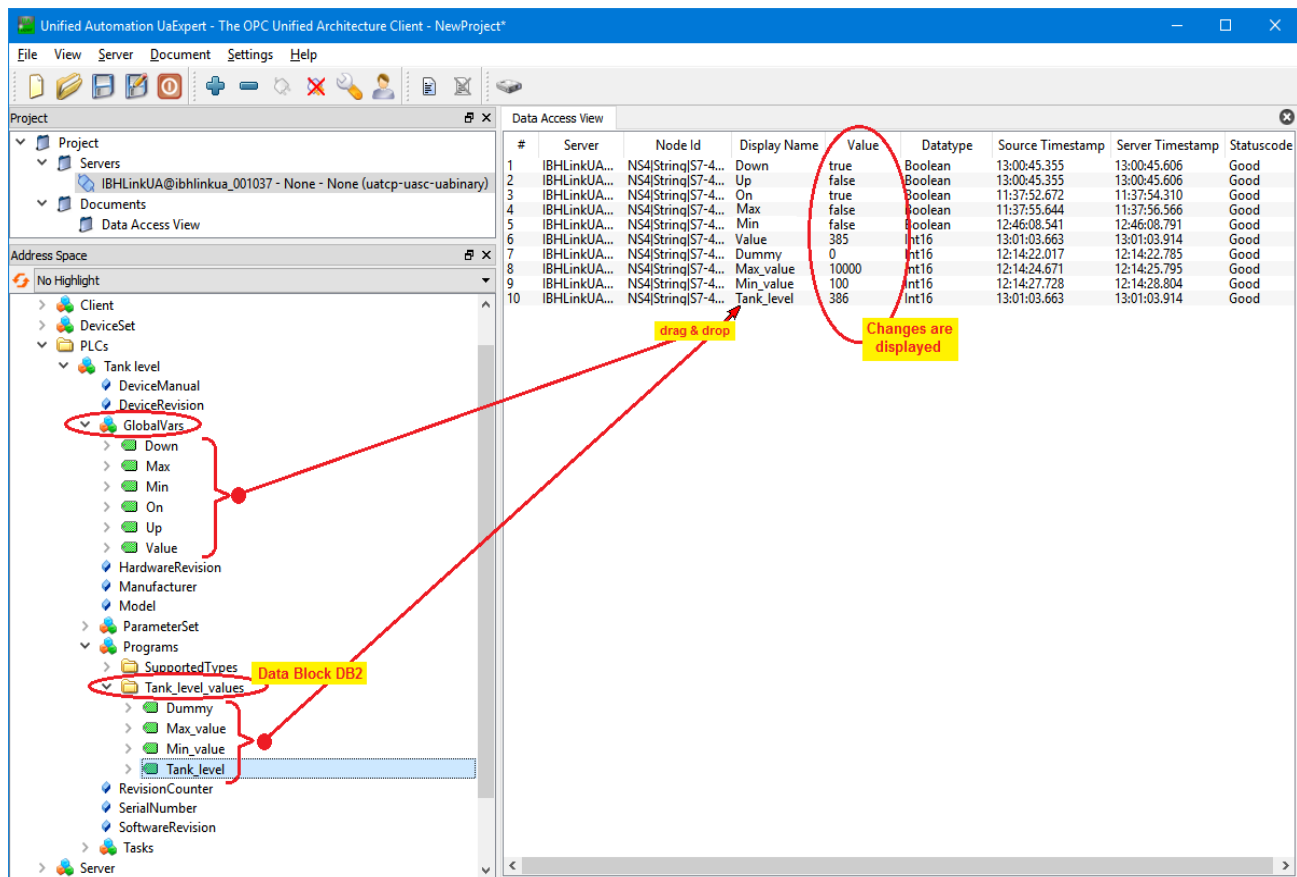 Unified Automation UaExpert - The OPC Unified Architecture Client - NewProject*
File View Server Document Settings Help
Project
Project
Servers
IBHLinkUA@ibhlinkua_001037 - None - None (uatcp-uasc-uabinary)
Documents
Data Access View
Address Space
No Highlight
Client
DeviceSet
PLCs
Tank level
DeviceManual
DeviceRevision
GlobalVars
Down
Max
Min
On
Up
Value
HardwareRevision
Manufacturer
Model
ParameterSet
Programs
SupportedTypes
Data Block DB2
Tank_level_values
Dummy
Max_value
Min_value
Tank_level
RevisionCounter
SerialNumber
SoftwareRevision
Tasks
Server
Data Access View
# Server Node Id Display Name Value Datatype Source Timestamp Server Timestamp Statuscode
1 IBHLinkUA... NS4|String|S7-4... Down true Boolean 13:00:45.355 13:00:45.606 Good
2 IBHLinkUA... NS4|String|S7-4... Up false Boolean 13:00:45.355 13:00:45.606 Good
3 IBHLinkUA... NS4|String|S7-4... On true Boolean 11:37:52.672 11:37:54.310 Good
4 IBHLinkUA... NS4|String|S7-4... Max false Boolean 11:37:55.644 11:37:56.566 Good
5 IBHLinkUA... NS4|String|S7-4... Min false Boolean 12:46:08.541 12:46:08.791 Good
6 IBHLinkUA... NS4|String|S7-4... Value 385 Int16 13:01:03.663 13:01:03.914 Good
7 IBHLinkUA... NS4|String|S7-4... Dummy 0 Int16 12:14:22.017 12:14:22.785 Good
8 IBHLinkUA... NS4|String|S7-4... Max_value 10000 Int16 12:14:24.671 12:14:25.795 Good
9 IBHLinkUA... NS4|String|S7-4... Min_value 100 Int16 12:14:27.728 12:14:28.804 Good
10 IBHLinkUA... NS4|String|S7-4... Tank_level 386 Int16 13:01:03.663 13:01:03.914 Good
drag & drop
Changes are
displayed